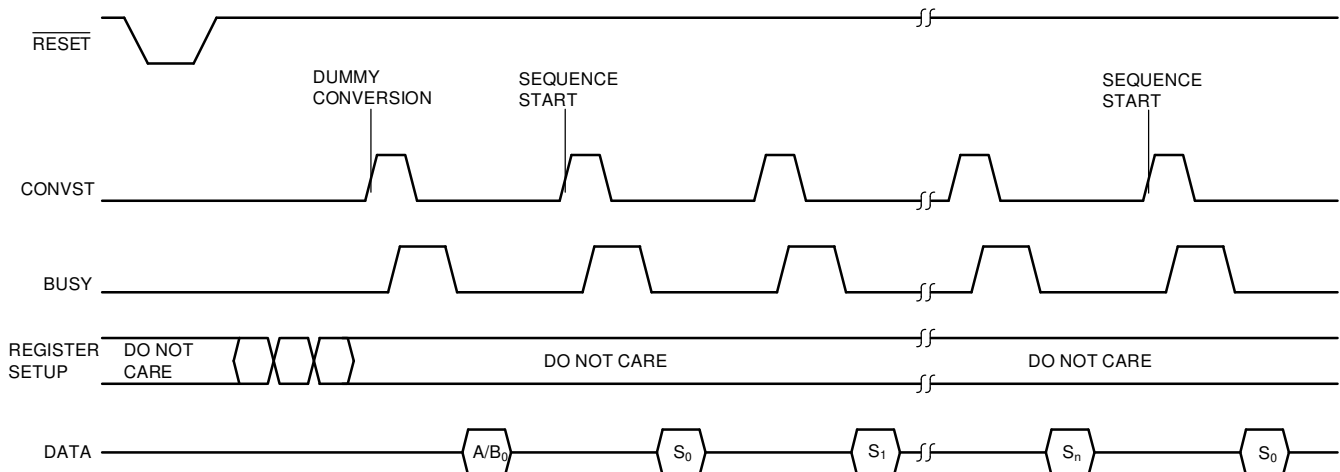 RESET
DUMMY
CONVERSION
SEQUENCE
START
SEQUENCE
START
CONVST
BUSY
REGISTER
SETUP
DO NOT
CARE
DO NOT CARE
DO NOT CARE
DATA
A/B₀
S₀
S₁
Sₙ
S₀